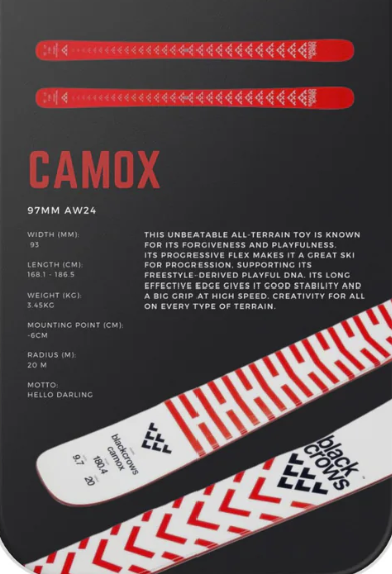 CAMOX
97MM AW24
WIDTH (MM):
93
LENGTH (CM):
168.1 - 186.5
WEIGHT (KG):
3.45KG
MOUNTING POINT (CM):
-6CM
RADIUS (M):
20 M
MOTTO:
HELLO DARLING
THIS UNBEATABLE ALL-TERRAIN TOY IS KNOWN
FOR ITS FORGIVENESS AND PLAYFULNESS.
ITS PROGRESSIVE FLEX MAKES IT A GREAT SKI
FOR PROGRESSION, SUPPORTING ITS
FREESTYLE-DERIVED PLAYFUL DNA. ITS LONG
EFFECTIVE EDGE GIVES IT GOOD STABILITY AND
A BIG GRIP AT HIGH SPEED. CREATIVITY FOR ALL
ON EVERY TYPE OF TERRAIN.
blackcrows
camox
180.4
9.7
20
black
crows